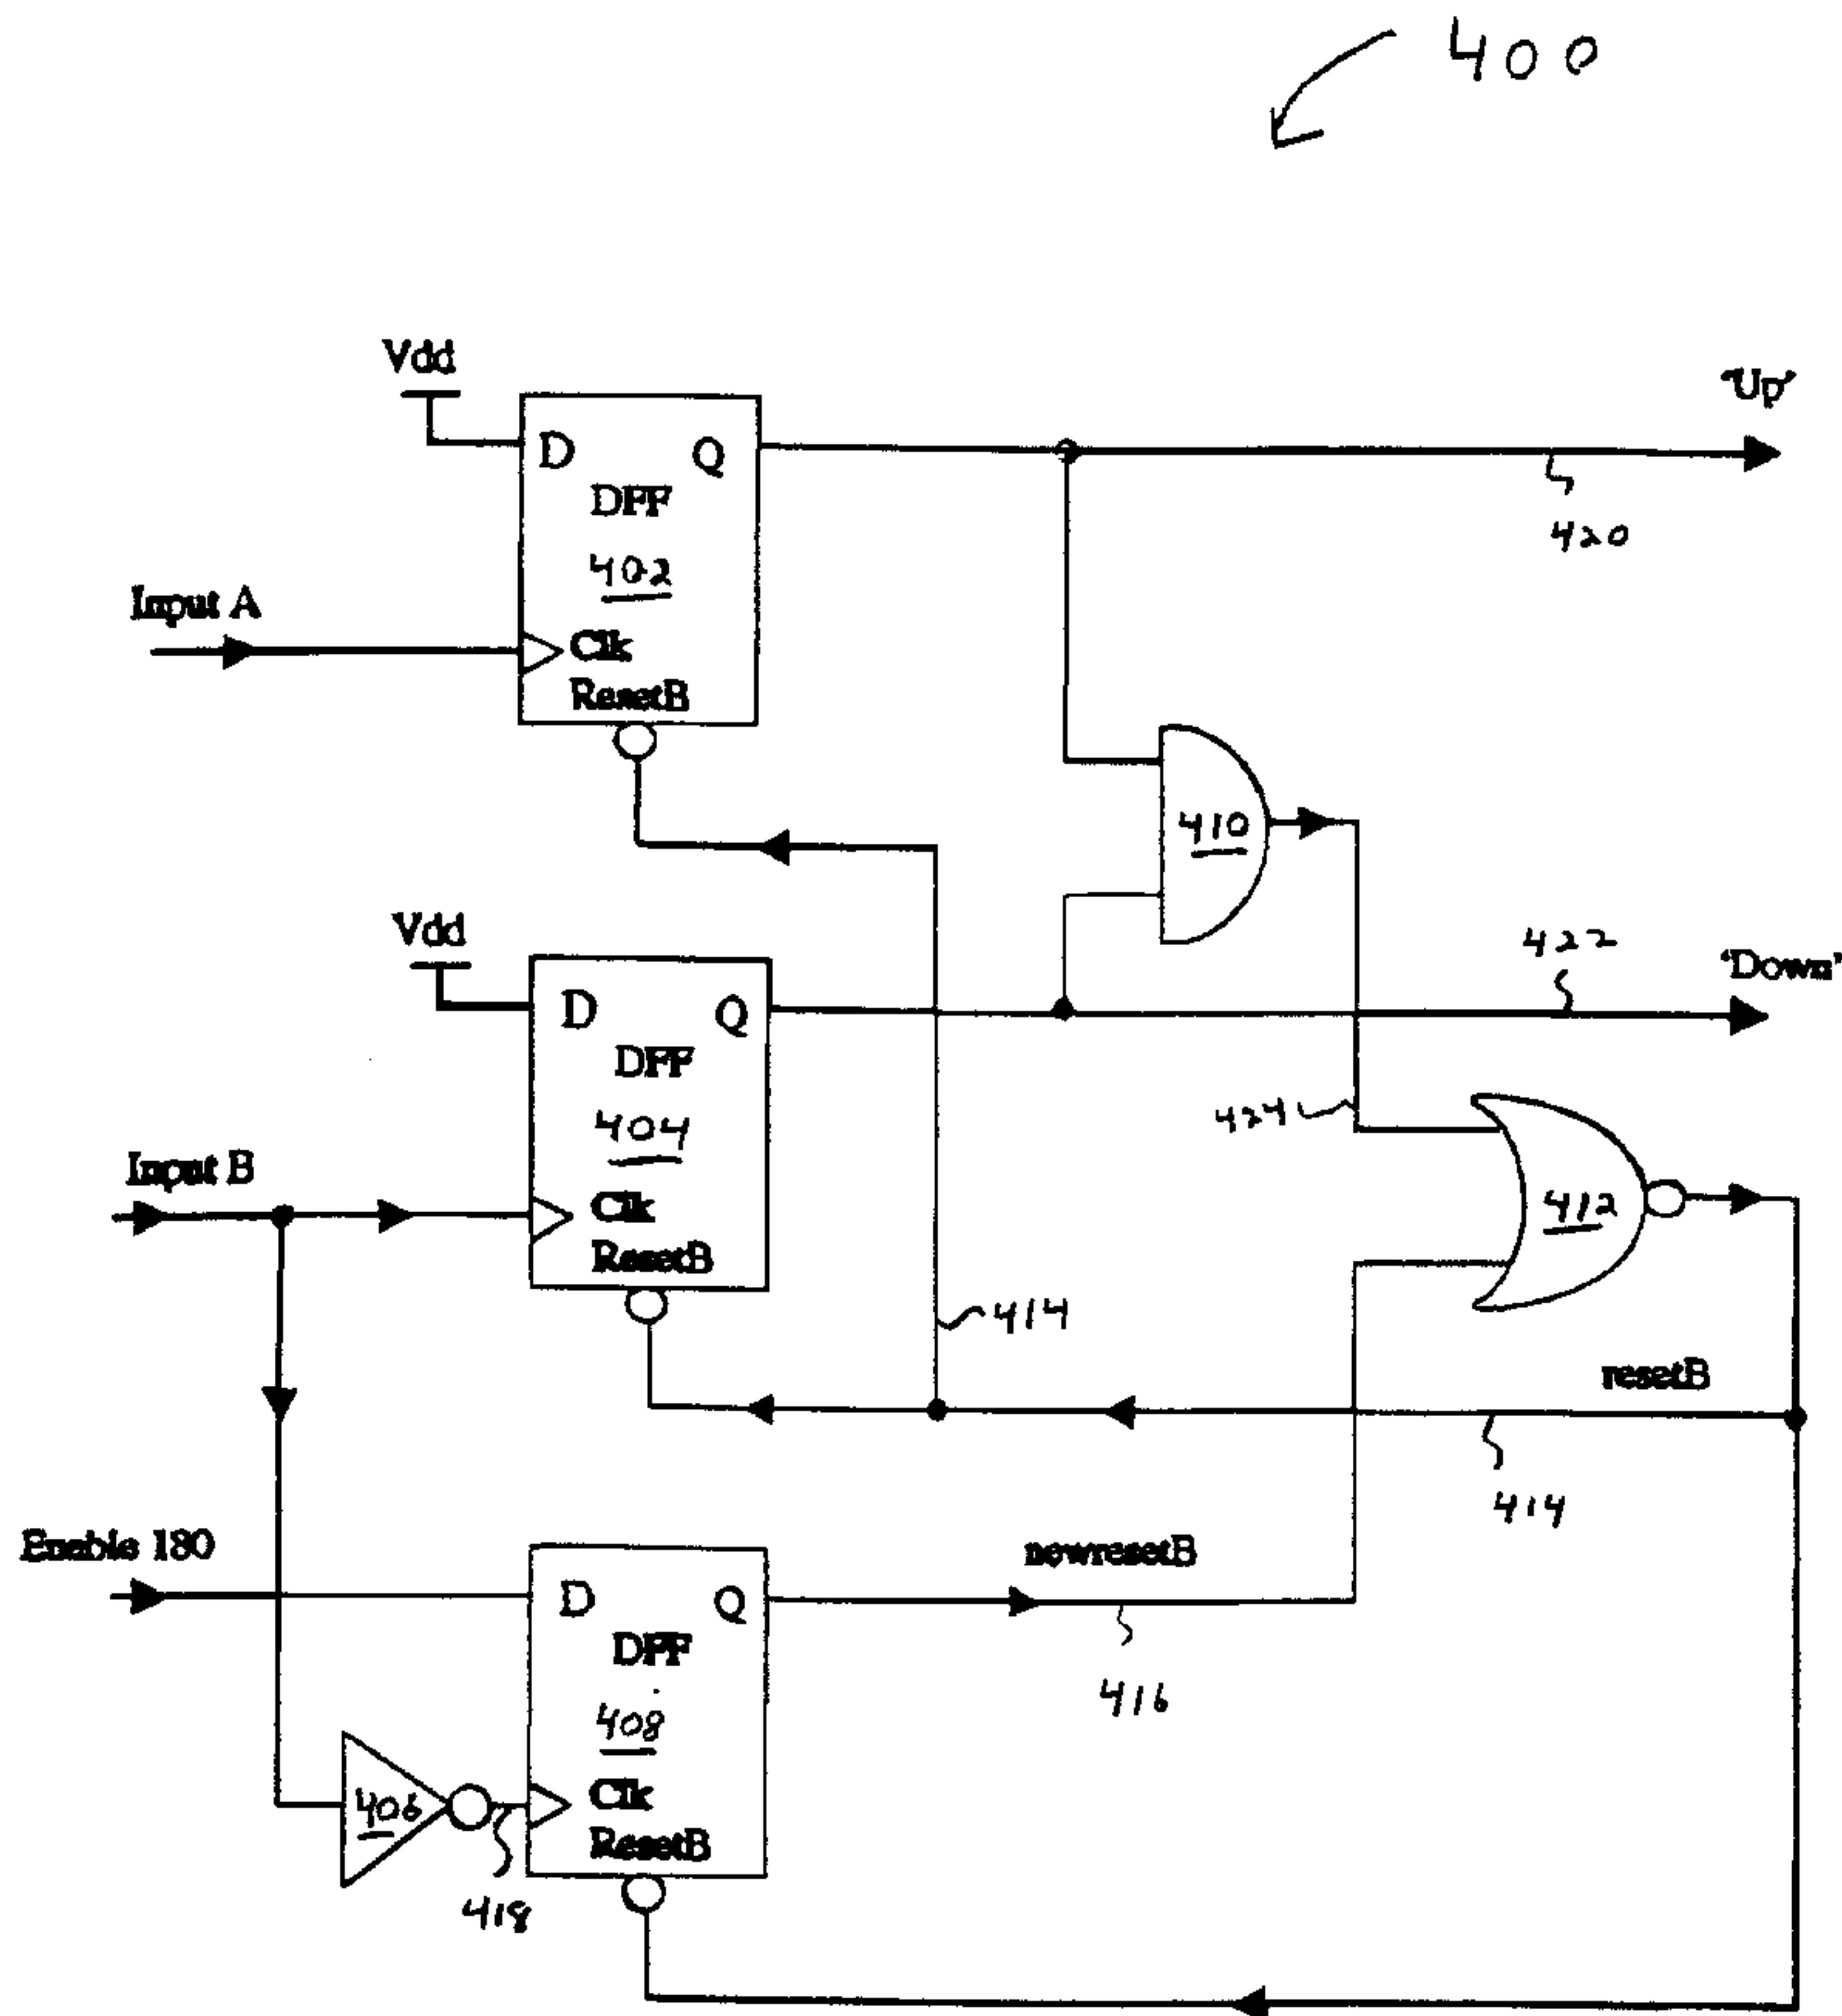 400
Vdd
'Up'
D Q
DFF
402
420
Input A
Clk
ResetB
410
Vdd
422
'Down'
D Q
DFF
404
424
Input B
412
Clk
ResetB
414
resetB
414
Enable 180
newresetB
D Q
DFF
416
408
406
Clk
ResetB
418